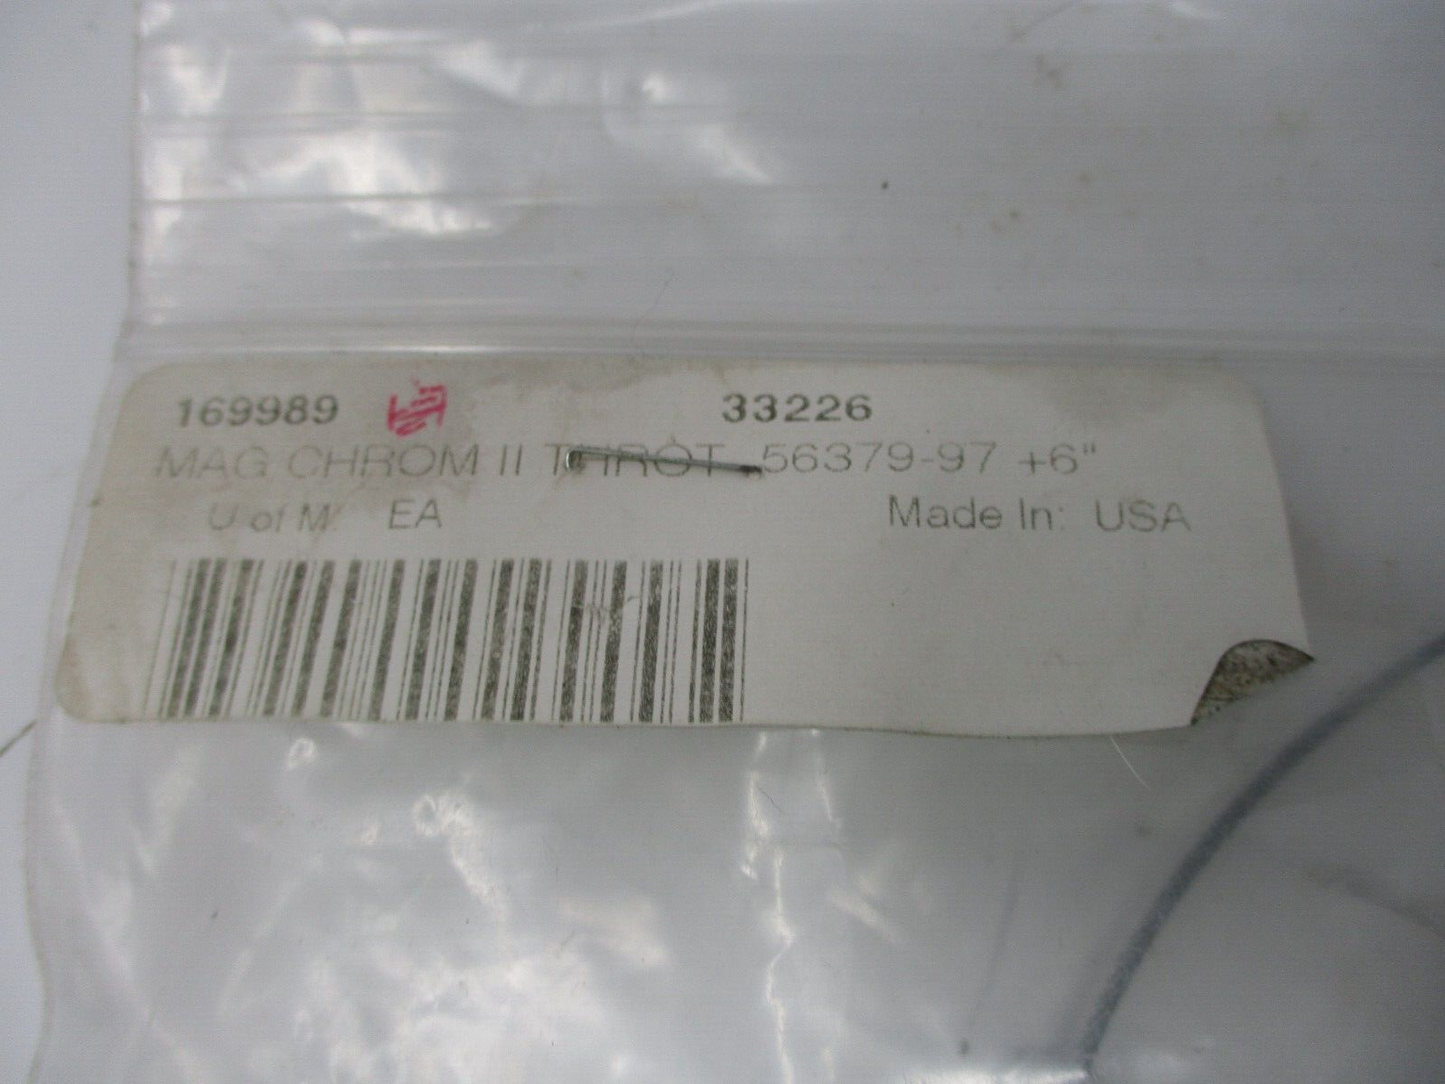 169989 33226
MAG CHROM II THROT 56379-97 +6"
U of M: EA Made In: USA